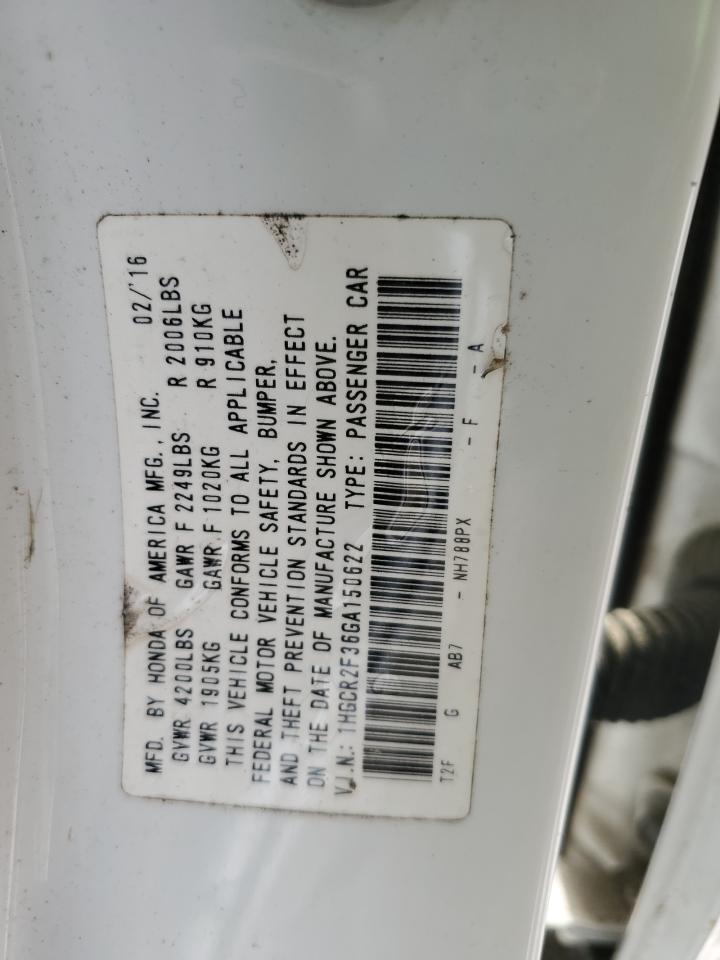 MFD. BY HONDA OF AMERICA MFG., INC. 02/'16
GVWR 4200LBS GAWR F 2249LBS R 2006LBS
GVWR 1905KG GAWR F 1020KG R 910KG
THIS VEHICLE CONFORMS TO ALL APPLICABLE
FEDERAL MOTOR VEHICLE SAFETY, BUMPER,
AND THEFT PREVENTION STANDARDS IN EFFECT
ON THE DATE OF MANUFACTURE SHOWN ABOVE.
V.I.N.: 1HGCR2F36GA150622 TYPE: PASSENGER CAR
T2F G AB7 - NH788PX - F - A